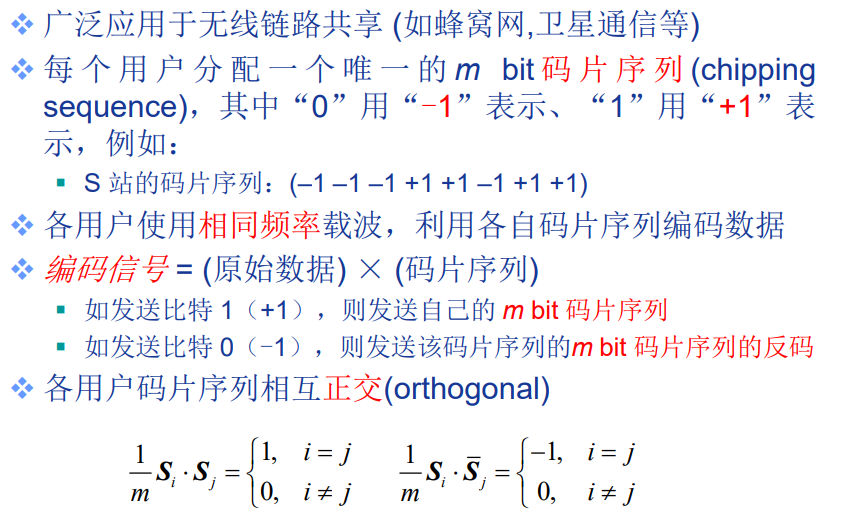 ❖ 广泛应用于无线链路共享 (如蜂窝网,卫星通信等)
❖ 每个用户分配一个唯一的m bit码片序列(chipping
sequence)，其中“0”用“-1”表示、“1”用“+1”表
示，例如：
▪ S 站的码片序列：(–1 –1 –1 +1 +1 –1 +1 +1)
❖ 各用户使用相同频率载波，利用各自码片序列编码数据
❖ 编码信号 = (原始数据) × (码片序列)
▪ 如发送比特 1（+1），则发送自己的 m bit 码片序列
▪ 如发送比特 0（-1），则发送该码片序列的m bit 码片序列的反码
❖ 各用户码片序列相互正交(orthogonal)
$\frac{1}{m} S_i \cdot S_j = \begin{cases} 1, & i = j \\ 0, & i \neq j \end{cases}$ $\frac{1}{m} S_i \cdot \bar{S}_j = \begin{cases} -1, & i = j \\ 0, & i \neq j \end{cases}$